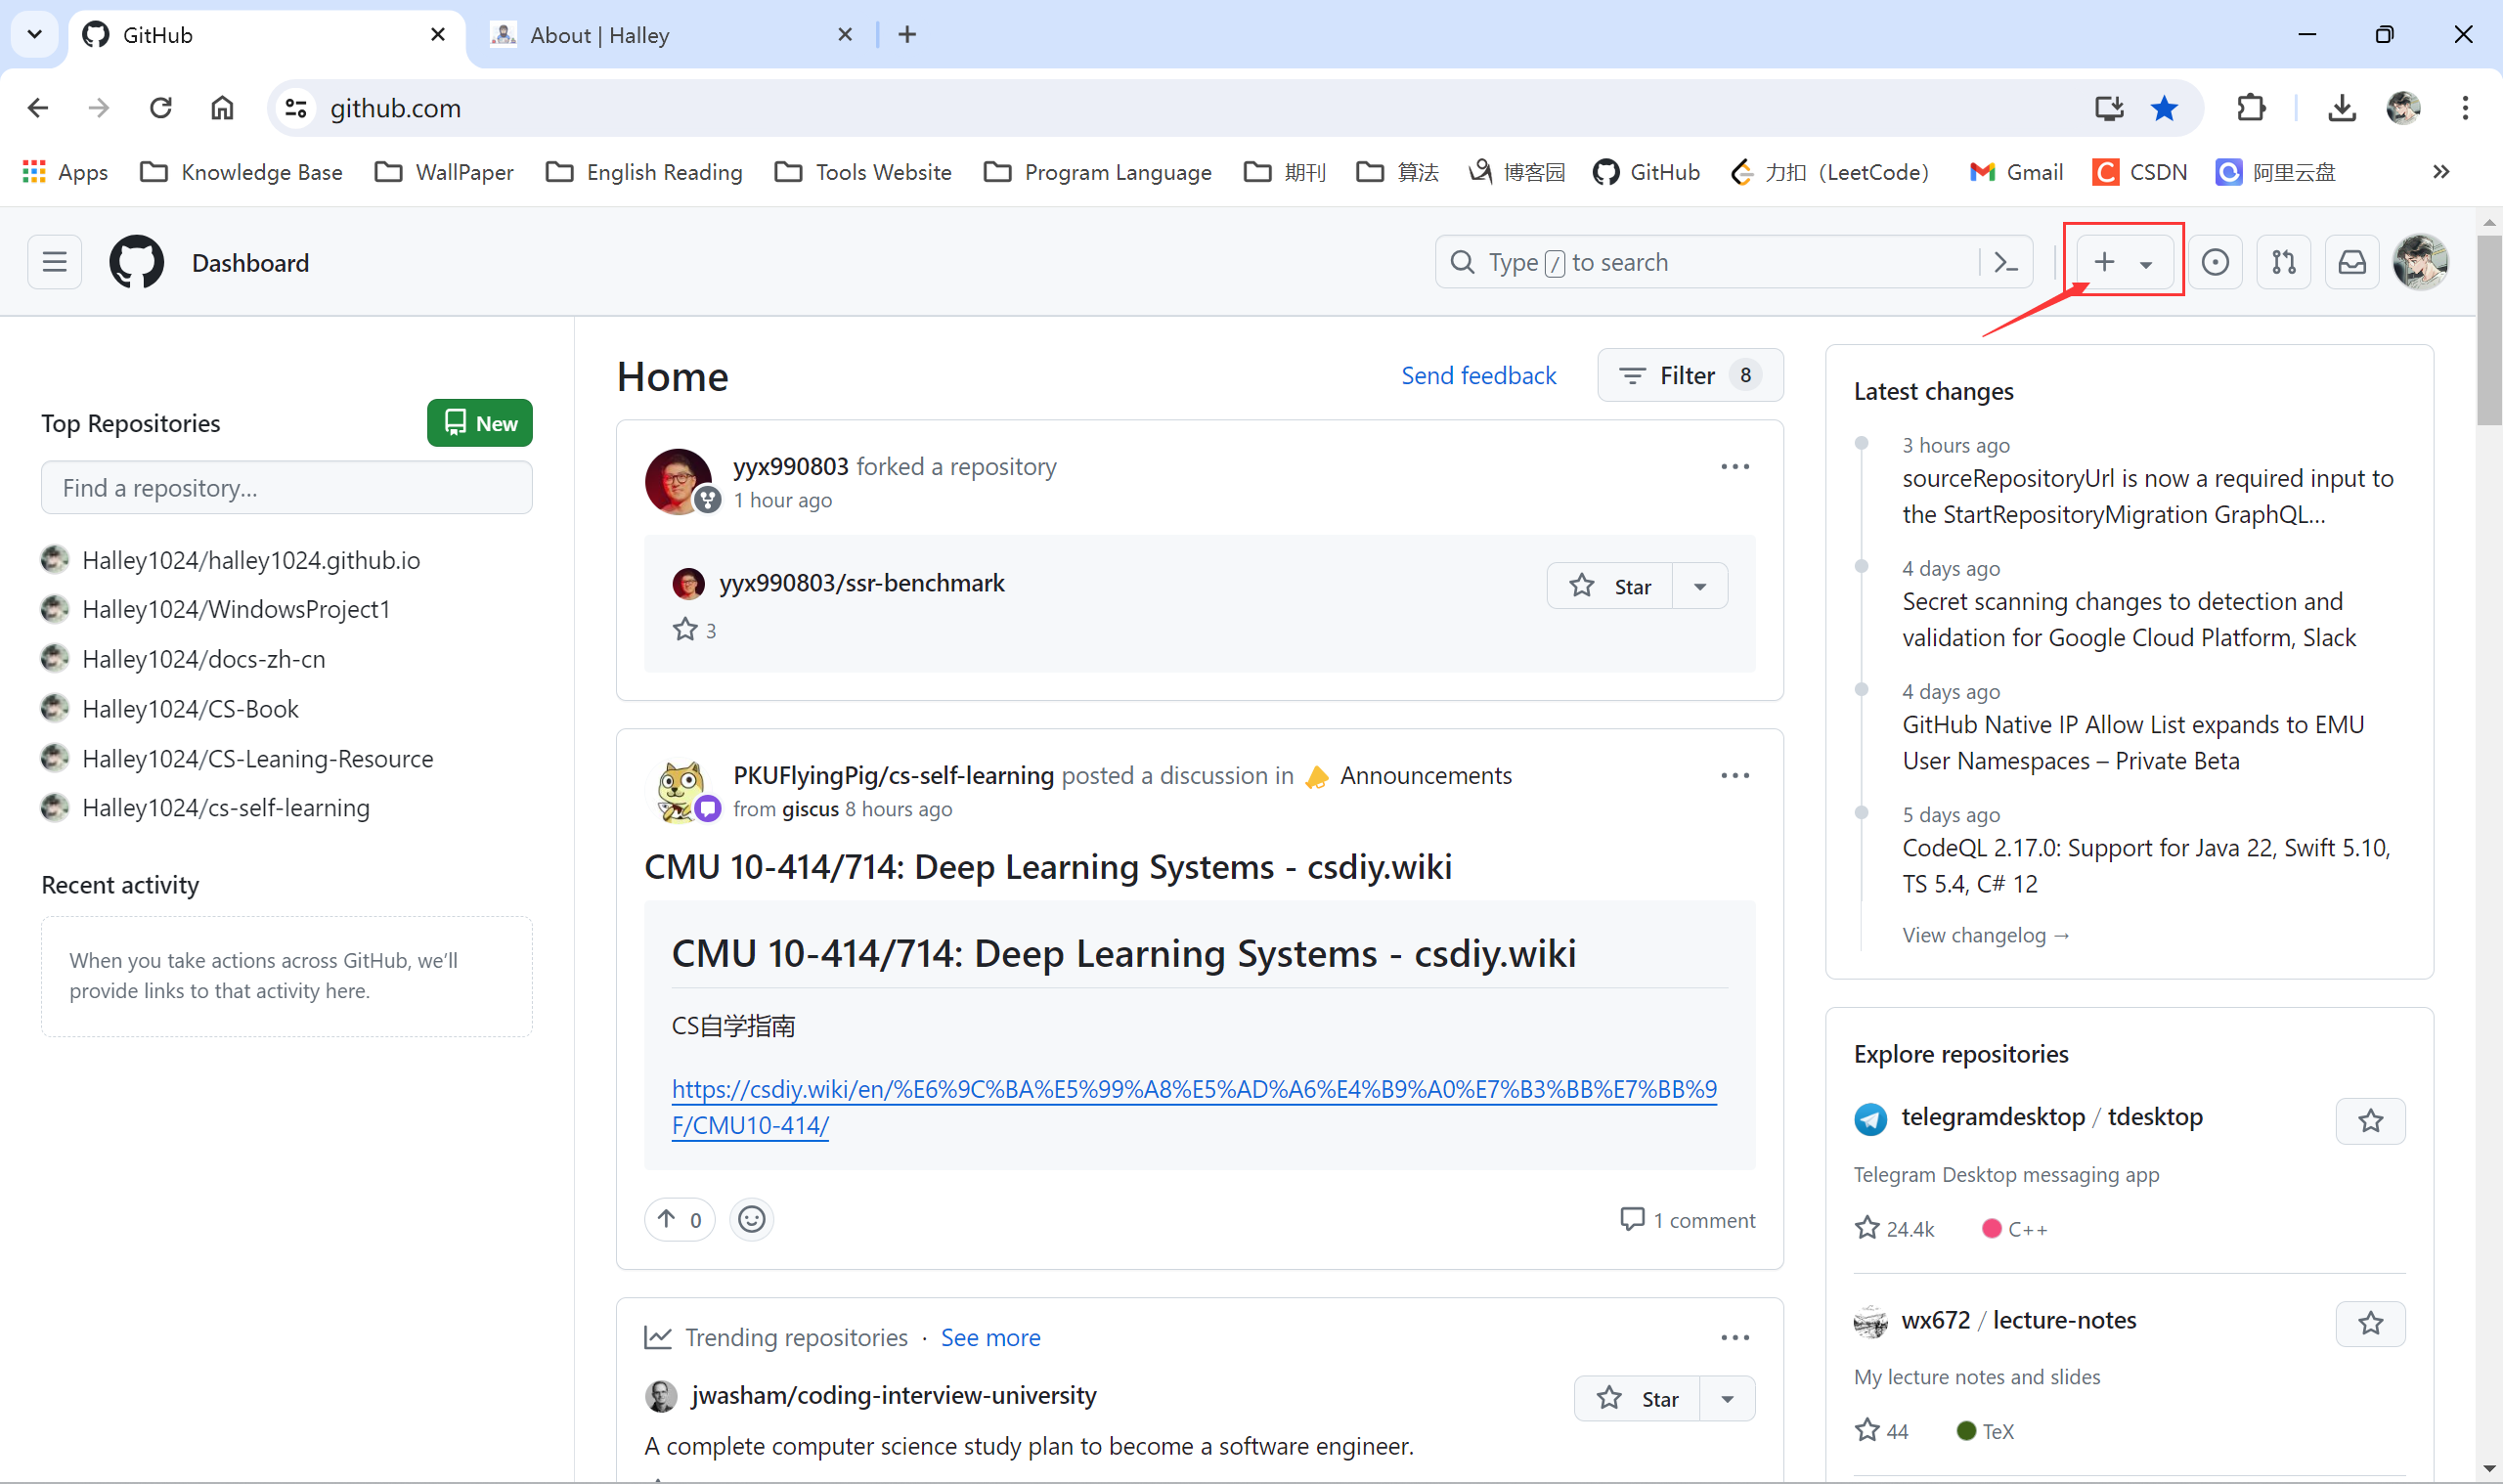 GitHub
About | Halley
github.com
Apps
Knowledge Base
WallPaper
English Reading
Tools Website
Program Language
期刊
算法
博客园
GitHub
力扣（LeetCode）
Gmail
CSDN
阿里云盘
Dashboard
Type / to search
Top Repositories
New
Find a repository...
Halley1024/halley1024.github.io
Halley1024/WindowsProject1
Halley1024/docs-zh-cn
Halley1024/CS-Book
Halley1024/CS-Leaning-Resource
Halley1024/cs-self-learning
Recent activity
When you take actions across GitHub, we’ll
provide links to that activity here.
Home
Send feedback
Filter 8
yyx990803 forked a repository
1 hour ago
yyx990803/ssr-benchmark
Star
3
PKUFlyingPig/cs-self-learning posted a discussion in Announcements
from giscus 8 hours ago
CMU 10-414/714: Deep Learning Systems - csdiy.wiki
CMU 10-414/714: Deep Learning Systems - csdiy.wiki
CS自学指南
https://csdiy.wiki/en/%E6%9C%BA%E5%99%A8%E5%AD%A6%E4%B9%A0%E7%B3%BB%E7%BB%9
F/CMU10-414/
0
1 comment
Trending repositories · See more
jwasham/coding-interview-university
Star
A complete computer science study plan to become a software engineer.
Latest changes
3 hours ago
sourceRepositoryUrl is now a required input to
the StartRepositoryMigration GraphQL...
4 days ago
Secret scanning changes to detection and
validation for Google Cloud Platform, Slack
4 days ago
GitHub Native IP Allow List expands to EMU
User Namespaces – Private Beta
5 days ago
CodeQL 2.17.0: Support for Java 22, Swift 5.10,
TS 5.4, C# 12
View changelog →
Explore repositories
telegramdesktop / tdesktop
Telegram Desktop messaging app
24.4k
C++
wx672 / lecture-notes
My lecture notes and slides
44
TeX